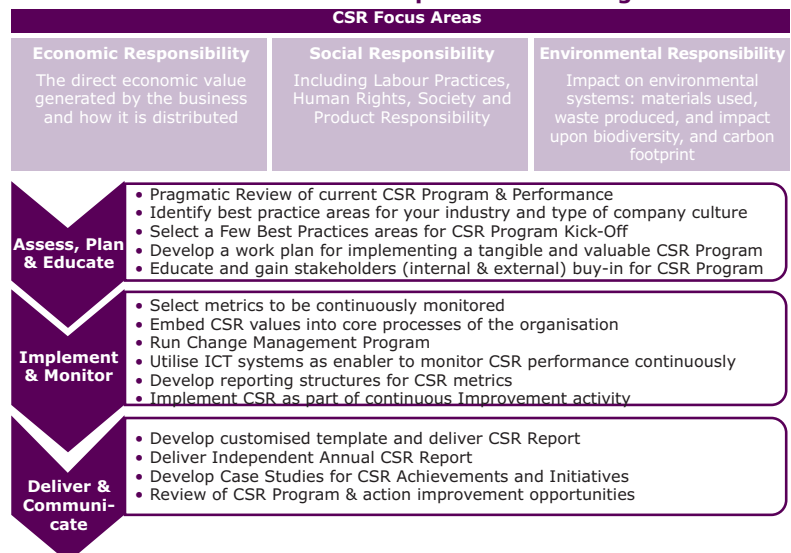 CSR Focus Areas
Economic Responsibility
The direct economic value
generated by the business
and how it is distributed
Social Responsibility
Including Labour Practices,
Human Rights, Society and
Product Responsibility
Environmental Responsibility
Impact on environmental
systems: materials used,
waste produced, and impact
upon biodiversity, and carbon
footprint
Assess, Plan
& Educate
• Pragmatic Review of current CSR Program & Performance
• Identify best practice areas for your industry and type of company culture
• Select a Few Best Practices areas for CSR Program Kick-Off
• Develop a work plan for implementing a tangible and valuable CSR Program
• Educate and gain stakeholders (internal & external) buy-in for CSR Program
Implement
& Monitor
• Select metrics to be continuously monitored
• Embed CSR values into core processes of the organisation
• Run Change Management Program
• Utilise ICT systems as enabler to monitor CSR performance continuously
• Develop reporting structures for CSR metrics
• Implement CSR as part of continuous Improvement activity
Deliver &
Communi-
cate
• Develop customised template and deliver CSR Report
• Deliver Independent Annual CSR Report
• Develop Case Studies for CSR Achievements and Initiatives
• Review of CSR Program & action improvement opportunities